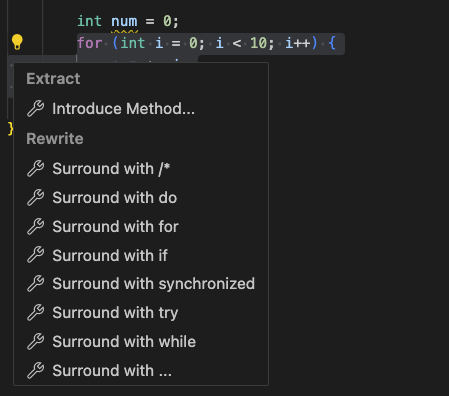 int num = 0;
for (int i = 0; i < 10; i++) {
Extract
Introduce Method...
}
Rewrite
Surround with /*
Surround with do
Surround with for
Surround with if
Surround with synchronized
Surround with try
Surround with while
Surround with ...